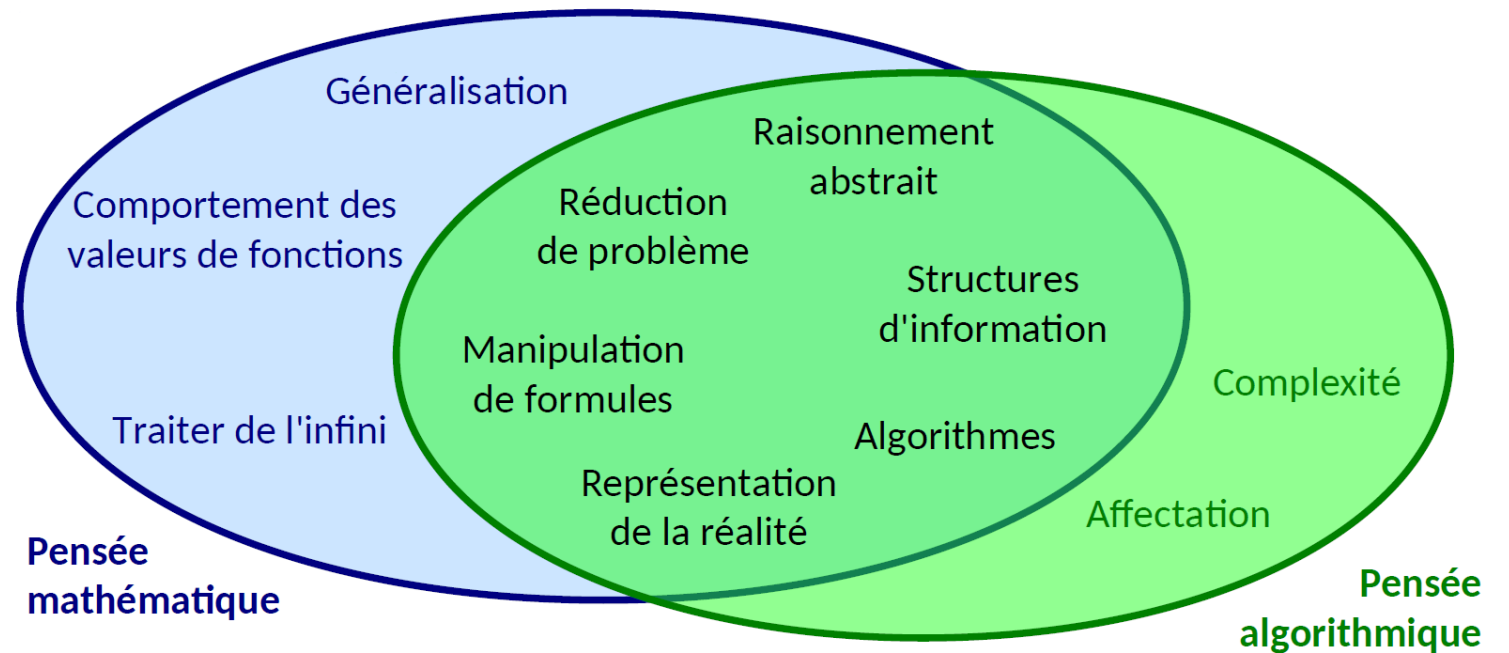 Généralisation
Comportement des
valeurs de fonctions
Traiter de l'infini
Pensée
mathématique
Raisonnement
abstrait
Réduction
de problème
Structures
d'information
Manipulation
de formules
Algorithmes
Représentation
de la réalité
Complexité
Affectation
Pensée
algorithmique